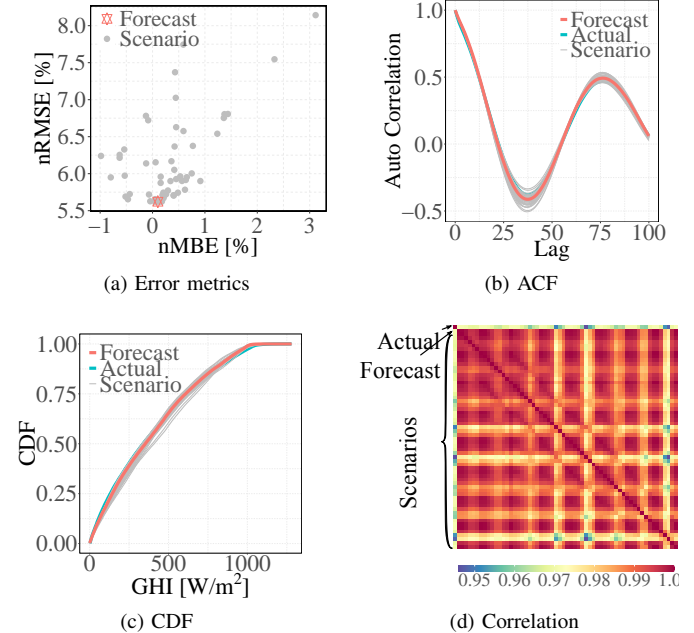 Forecast
Scenario
8.0
7.5
7.0
6.5
6.0
5.5
nRMSE [%]
−1 0 1 2 3
nMBE [%]
(a) Error metrics
Forecast
Actual
Scenario
1.0
0.5
0.0
−0.5
Auto Correlation
0 25 50 75 100
Lag
(b) ACF
Forecast
Actual
Scenario
1.00
0.75
0.50
0.25
0.00
CDF
0 500 1000
GHI [W/m²]
(c) CDF
Actual
Forecast
Scenarios
0.95 0.96 0.97 0.98 0.99 1.0
(d) Correlation